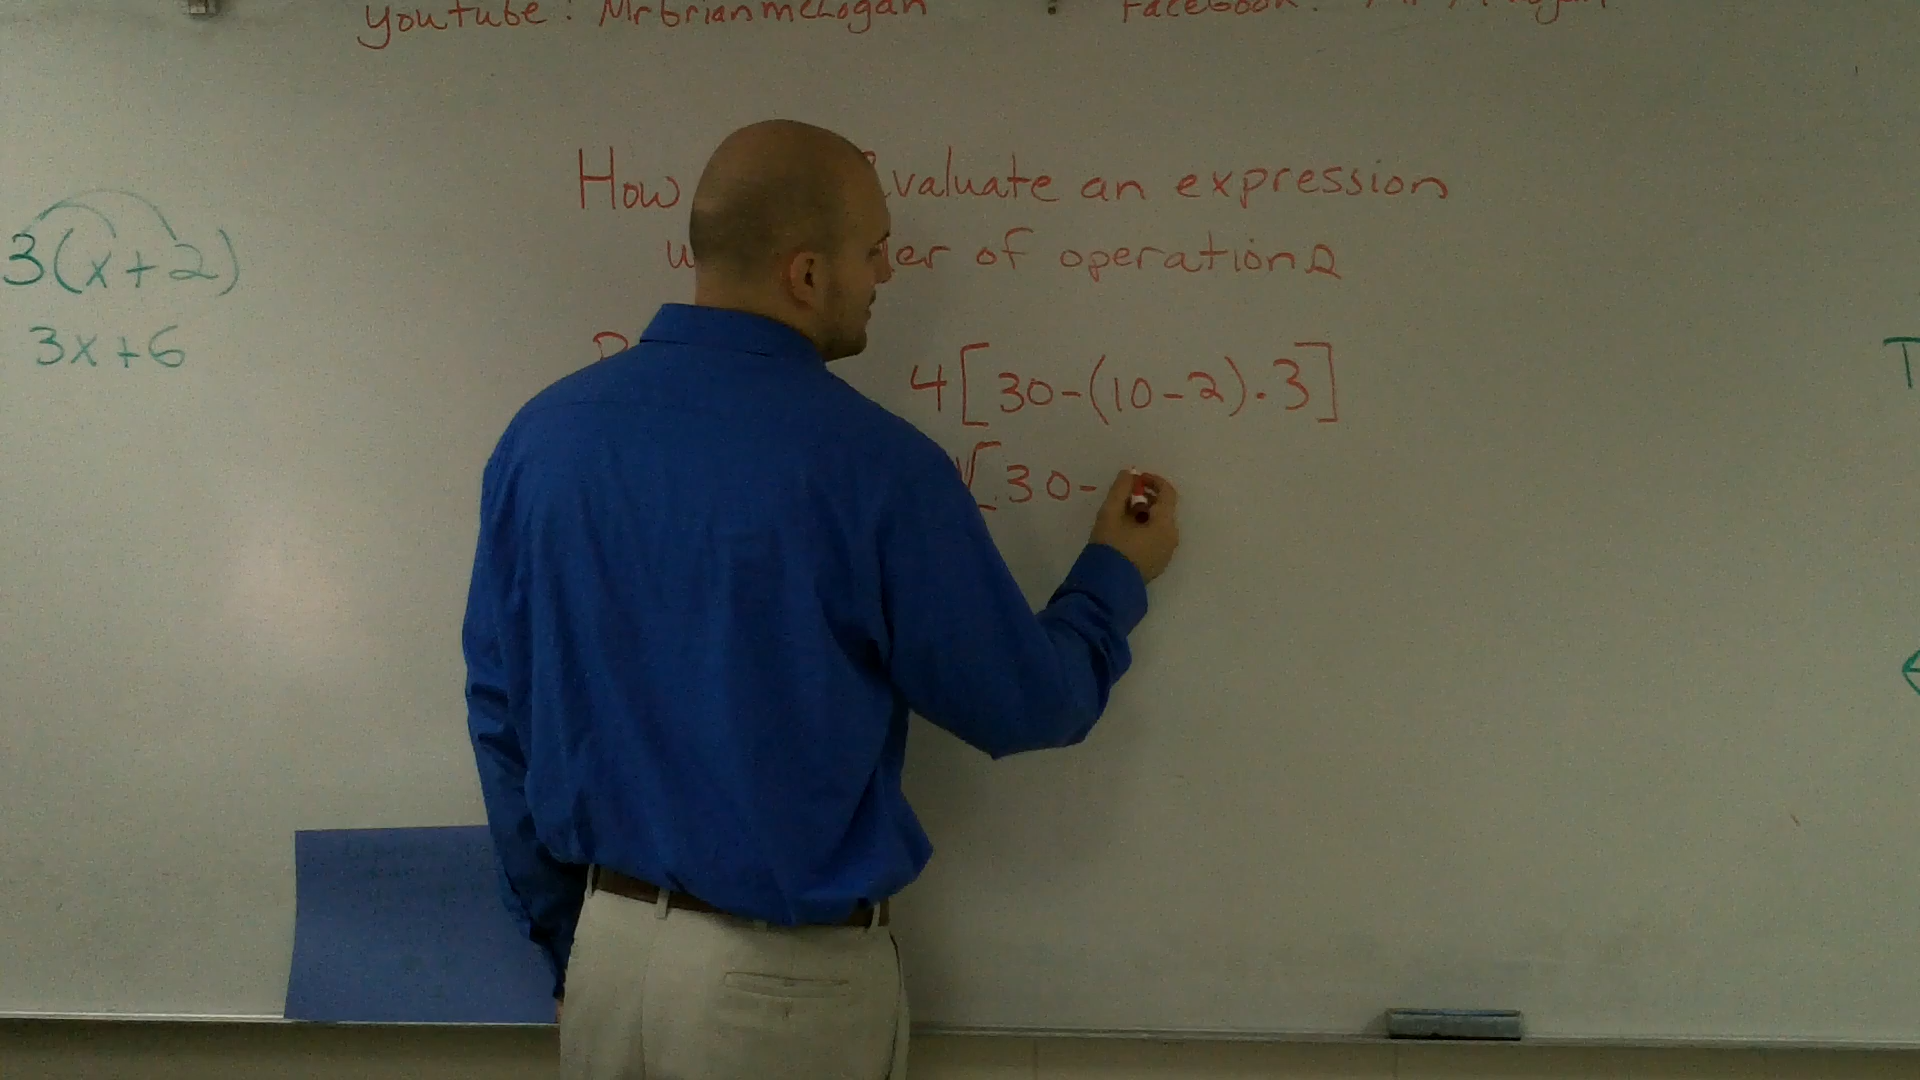 youtube: Mrbrianmclogan Facebook:
How valuate an expression
er of operations
3(x+2)
3x+6
4[30-(10-2)·3]
[30-
T